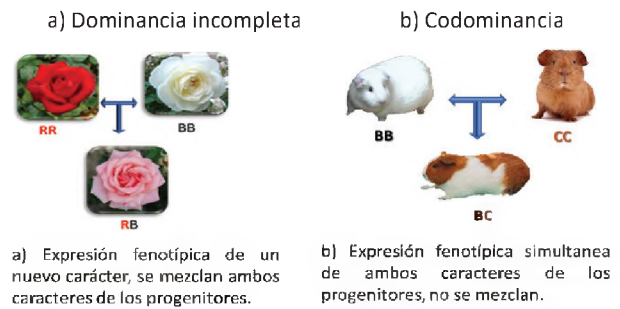 a) Dominancia incompleta
RR
BB
RB
a) Expresión fenotípica de un
nuevo carácter, se mezclan ambos
caracteres de los progenitores.
b) Codominancia
BB
CC
BC
b) Expresión fenotípica simultanea
de ambos caracteres de los
progenitores, no se mezclan.